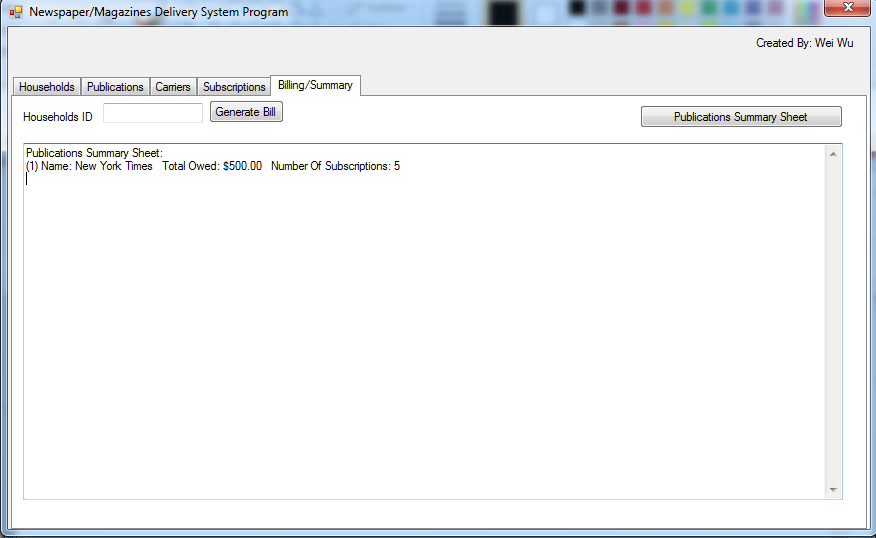 Newspaper/Magazines Delivery System Program
Created By: Wei Wu
Households Publications Carriers Subscriptions Billing/Summary
Households ID Generate Bill Publications Summary Sheet
Publications Summary Sheet:
(1) Name: New York Times Total Owed: $500.00 Number Of Subscriptions: 5